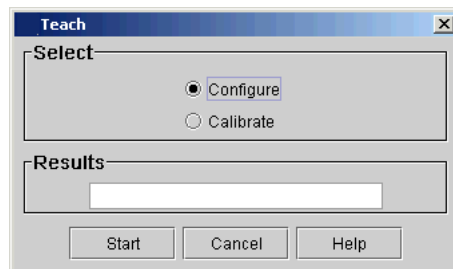 Teach
Select
Configure
Calibrate
Results
Start Cancel Help